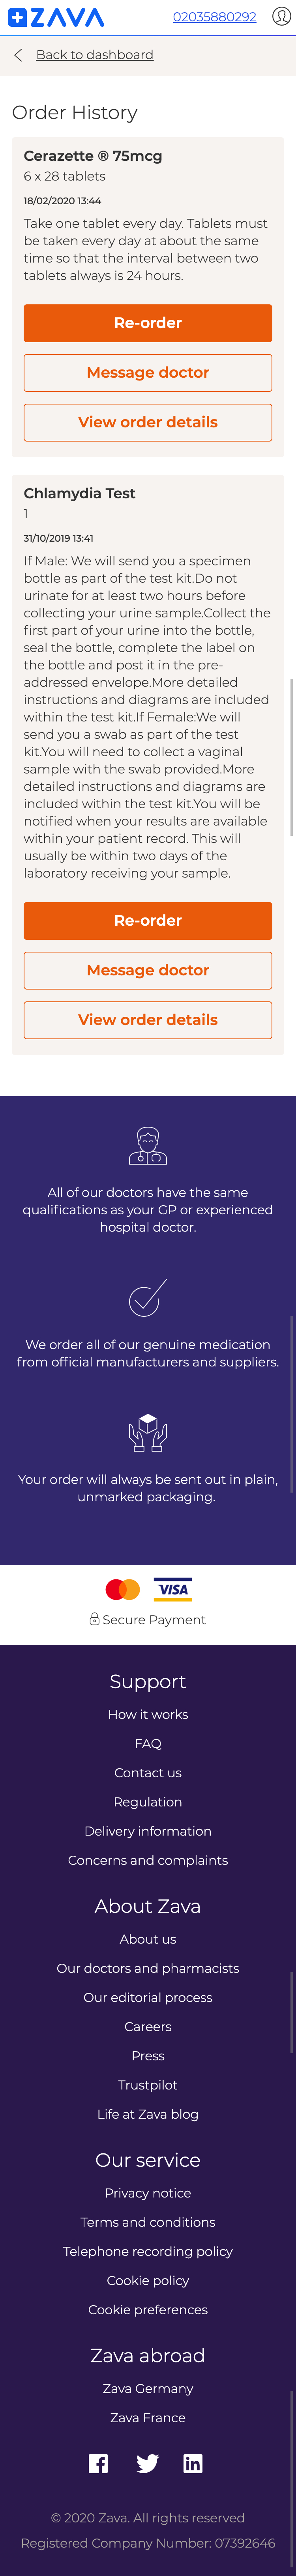 ZAVA 02035880292
Back to dashboard
Order History
Cerazette ® 75mcg
6 x 28 tablets
18/02/2020 13:44
Take one tablet every day. Tablets must
be taken every day at about the same
time so that the interval between two
tablets always is 24 hours.
Re-order
Message doctor
View order details
Chlamydia Test
1
31/10/2019 13:41
If Male: We will send you a specimen
bottle as part of the test kit.Do not
urinate for at least two hours before
collecting your urine sample.Collect the
first part of your urine into the bottle,
seal the bottle, complete the label on
the bottle and post it in the pre-
addressed envelope.More detailed
instructions and diagrams are included
within the test kit.If Female:We will
send you a swab as part of the test
kit.You will need to collect a vaginal
sample with the swab provided.More
detailed instructions and diagrams are
included within the test kit.You will be
notified when your results are available
within your patient record. This will
usually be within two days of the
laboratory receiving your sample.
Re-order
Message doctor
View order details
All of our doctors have the same
qualifications as your GP or experienced
hospital doctor.
We order all of our genuine medication
from official manufacturers and suppliers.
Your order will always be sent out in plain,
unmarked packaging.
VISA
Secure Payment
Support
How it works
FAQ
Contact us
Regulation
Delivery information
Concerns and complaints
About Zava
About us
Our doctors and pharmacists
Our editorial process
Careers
Press
Trustpilot
Life at Zava blog
Our service
Privacy notice
Terms and conditions
Telephone recording policy
Cookie policy
Cookie preferences
Zava abroad
Zava Germany
Zava France
© 2020 Zava. All rights reserved
Registered Company Number: 07392646